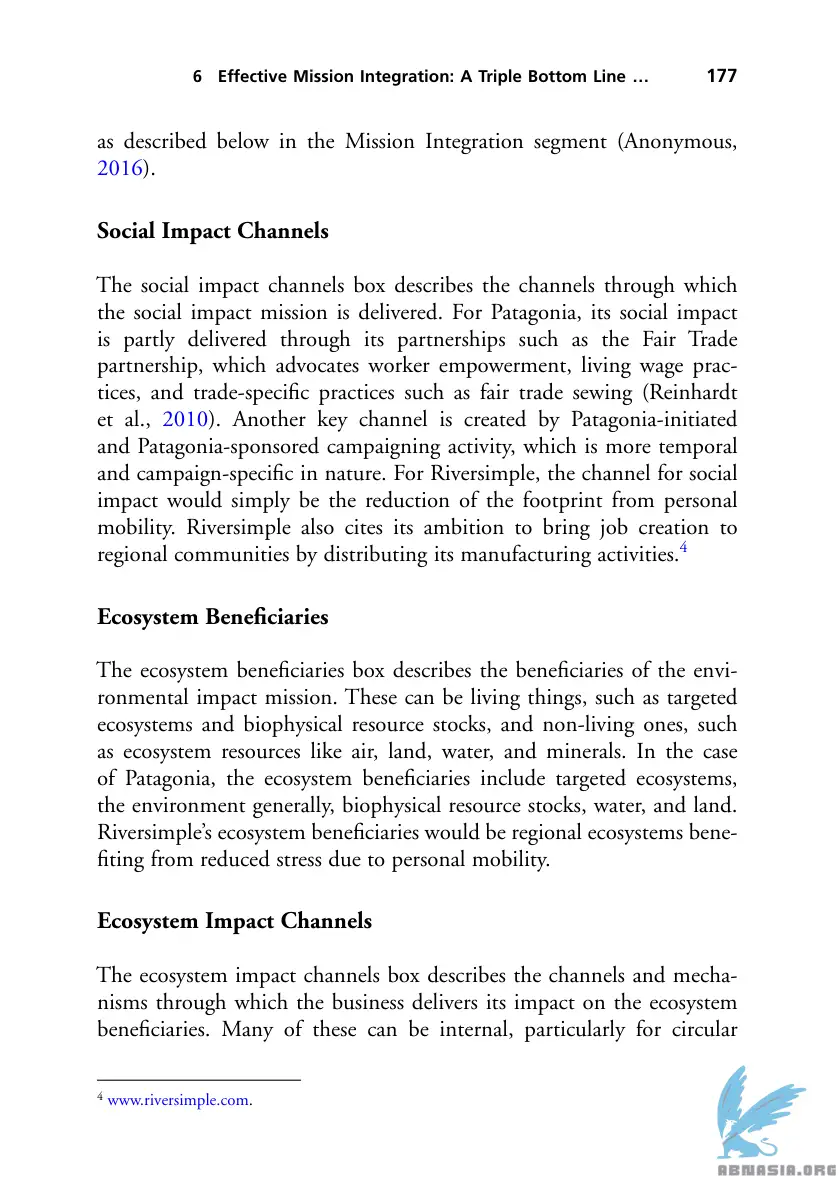 6 Effective Mission Integration: A Triple Bottom Line … 177
as described below in the Mission Integration segment (Anonymous,
2016).
Social Impact Channels
The social impact channels box describes the channels through which
the social impact mission is delivered. For Patagonia, its social impact
is partly delivered through its partnerships such as the Fair Trade
partnership, which advocates worker empowerment, living wage prac-
tices, and trade-specific practices such as fair trade sewing (Reinhardt
et al., 2010). Another key channel is created by Patagonia-initiated
and Patagonia-sponsored campaigning activity, which is more temporal
and campaign-specific in nature. For Riversimple, the channel for social
impact would simply be the reduction of the footprint from personal
mobility. Riversimple also cites its ambition to bring job creation to
regional communities by distributing its manufacturing activities.4
Ecosystem Beneficiaries
The ecosystem beneficiaries box describes the beneficiaries of the envi-
ronmental impact mission. These can be living things, such as targeted
ecosystems and biophysical resource stocks, and non-living ones, such
as ecosystem resources like air, land, water, and minerals. In the case
of Patagonia, the ecosystem beneficiaries include targeted ecosystems,
the environment generally, biophysical resource stocks, water, and land.
Riversimple's ecosystem beneficiaries would be regional ecosystems bene-
fiting from reduced stress due to personal mobility.
Ecosystem Impact Channels
The ecosystem impact channels box describes the channels and mecha-
nisms through which the business delivers its impact on the ecosystem
beneficiaries. Many of these can be internal, particularly for circular
4 www.riversimple.com.
ABNASIA.ORG